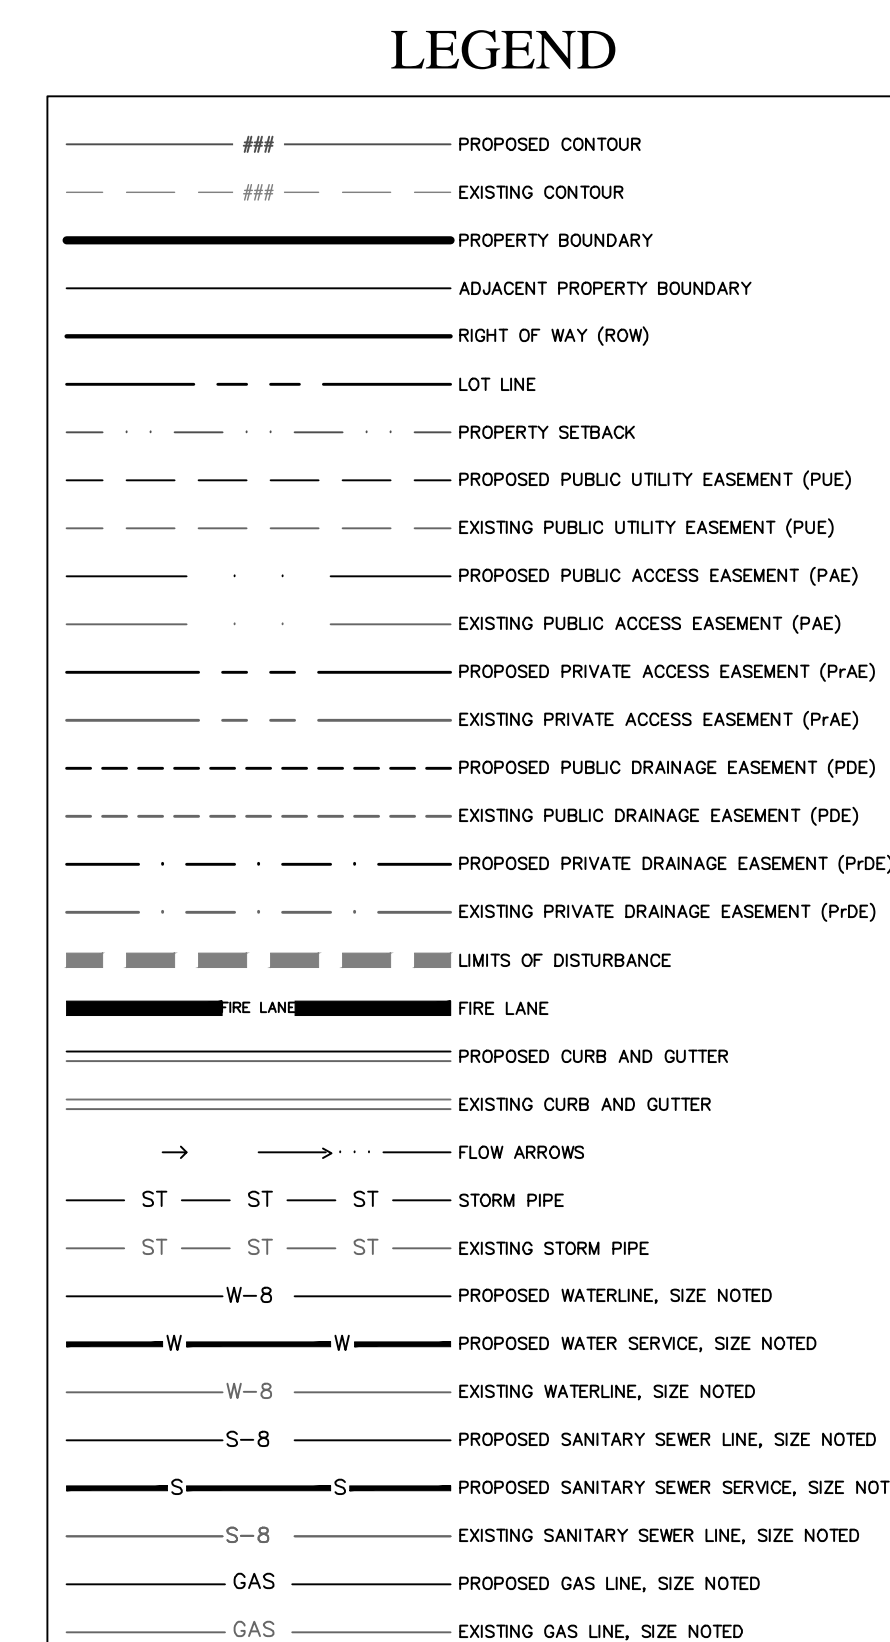 LEGEND
### PROPOSED CONTOUR
### EXISTING CONTOUR
PROPERTY BOUNDARY
ADJACENT PROPERTY BOUNDARY
RIGHT OF WAY (ROW)
LOT LINE
PROPERTY SETBACK
PROPOSED PUBLIC UTILITY EASEMENT (PUE)
EXISTING PUBLIC UTILITY EASEMENT (PUE)
PROPOSED PUBLIC ACCESS EASEMENT (PAE)
EXISTING PUBLIC ACCESS EASEMENT (PAE)
PROPOSED PRIVATE ACCESS EASEMENT (PrAE)
EXISTING PRIVATE ACCESS EASEMENT (PrAE)
PROPOSED PUBLIC DRAINAGE EASEMENT (PDE)
EXISTING PUBLIC DRAINAGE EASEMENT (PDE)
PROPOSED PRIVATE DRAINAGE EASEMENT (PrDE)
EXISTING PRIVATE DRAINAGE EASEMENT (PrDE)
LIMITS OF DISTURBANCE
FIRE LANE FIRE LANE
PROPOSED CURB AND GUTTER
EXISTING CURB AND GUTTER
FLOW ARROWS
ST ST ST STORM PIPE
ST ST ST EXISTING STORM PIPE
W-8 PROPOSED WATERLINE, SIZE NOTED
W W PROPOSED WATER SERVICE, SIZE NOTED
W-8 EXISTING WATERLINE, SIZE NOTED
S-8 PROPOSED SANITARY SEWER LINE, SIZE NOTED
S S PROPOSED SANITARY SEWER SERVICE, SIZE NOT
S-8 EXISTING SANITARY SEWER LINE, SIZE NOTED
GAS PROPOSED GAS LINE, SIZE NOTED
GAS EXISTING GAS LINE, SIZE NOTED